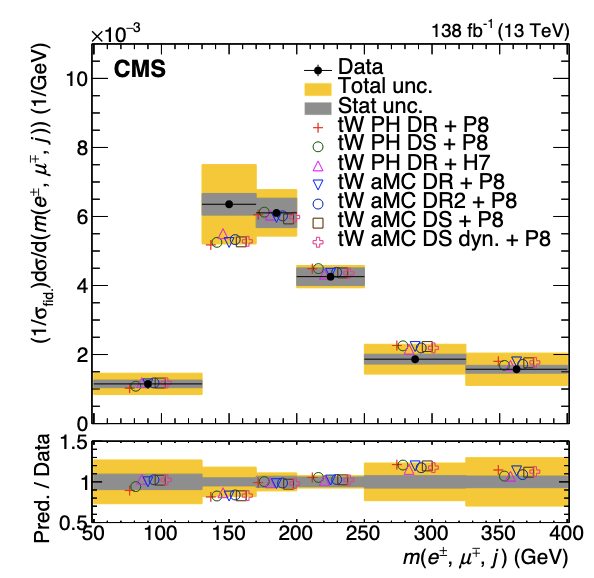 ×10⁻³
138 fb⁻¹ (13 TeV)
CMS
(1/σ_fid.)dσ/d(m(e^±, μ^∓, j)) (1/GeV)
10
8
6
4
2
0
Data
Total unc.
Stat unc.
tW PH DR + P8
tW PH DS + P8
tW PH DR + H7
tW aMC DR + P8
tW aMC DR2 + P8
tW aMC DS + P8
tW aMC DS dyn. + P8
Pred. / Data
1.5
1
0.5
50 100 150 200 250 300 350 400
m(e^±, μ^∓, j) (GeV)